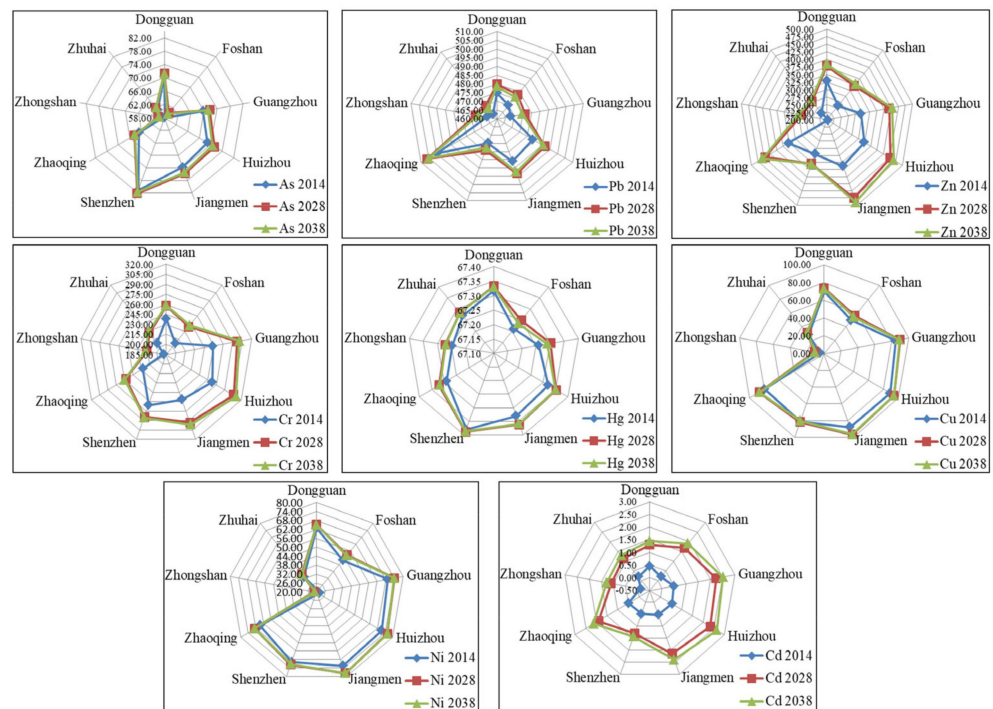 Dongguan
82.00
78.00
74.00
70.00
66.00
62.00
58.00
Zhuhai
Foshan
Zhongshan
Guangzhou
Zhaoqing
Huizhou
Shenzhen
Jiangmen
As 2014
As 2028
As 2038
Dongguan
510.00
505.00
500.00
495.00
490.00
485.00
480.00
475.00
470.00
465.00
460.00
Zhuhai
Foshan
Zhongshan
Guangzhou
Zhaoqing
Huizhou
Shenzhen
Jiangmen
Pb 2014
Pb 2028
Pb 2038
Dongguan
500.00
475.00
450.00
425.00
400.00
375.00
350.00
325.00
300.00
275.00
250.00
225.00
200.00
Zhuhai
Foshan
Zhongshan
Guangzhou
Zhaoqing
Huizhou
Shenzhen
Jiangmen
Zn 2014
Zn 2028
Zn 2038
Dongguan
320.00
305.00
290.00
275.00
260.00
245.00
230.00
215.00
200.00
185.00
Zhuhai
Foshan
Zhongshan
Guangzhou
Zhaoqing
Huizhou
Shenzhen
Jiangmen
Cr 2014
Cr 2028
Cr 2038
Dongguan
67.40
67.35
67.30
67.25
67.20
67.15
67.10
Zhuhai
Foshan
Zhongshan
Guangzhou
Zhaoqing
Huizhou
Shenzhen
Jiangmen
Hg 2014
Hg 2028
Hg 2038
Dongguan
100.00
80.00
60.00
40.00
20.00
0.00
Zhuhai
Foshan
Zhongshan
Guangzhou
Zhaoqing
Huizhou
Shenzhen
Jiangmen
Cu 2014
Cu 2028
Cu 2038
Dongguan
80.00
74.00
68.00
62.00
56.00
50.00
44.00
38.00
32.00
26.00
20.00
Zhuhai
Foshan
Zhongshan
Guangzhou
Zhaoqing
Huizhou
Shenzhen
Jiangmen
Ni 2014
Ni 2028
Ni 2038
Dongguan
3.00
2.50
2.00
1.50
1.00
0.50
0.00
-0.50
Zhuhai
Foshan
Zhongshan
Guangzhou
Zhaoqing
Huizhou
Shenzhen
Jiangmen
Cd 2014
Cd 2028
Cd 2038